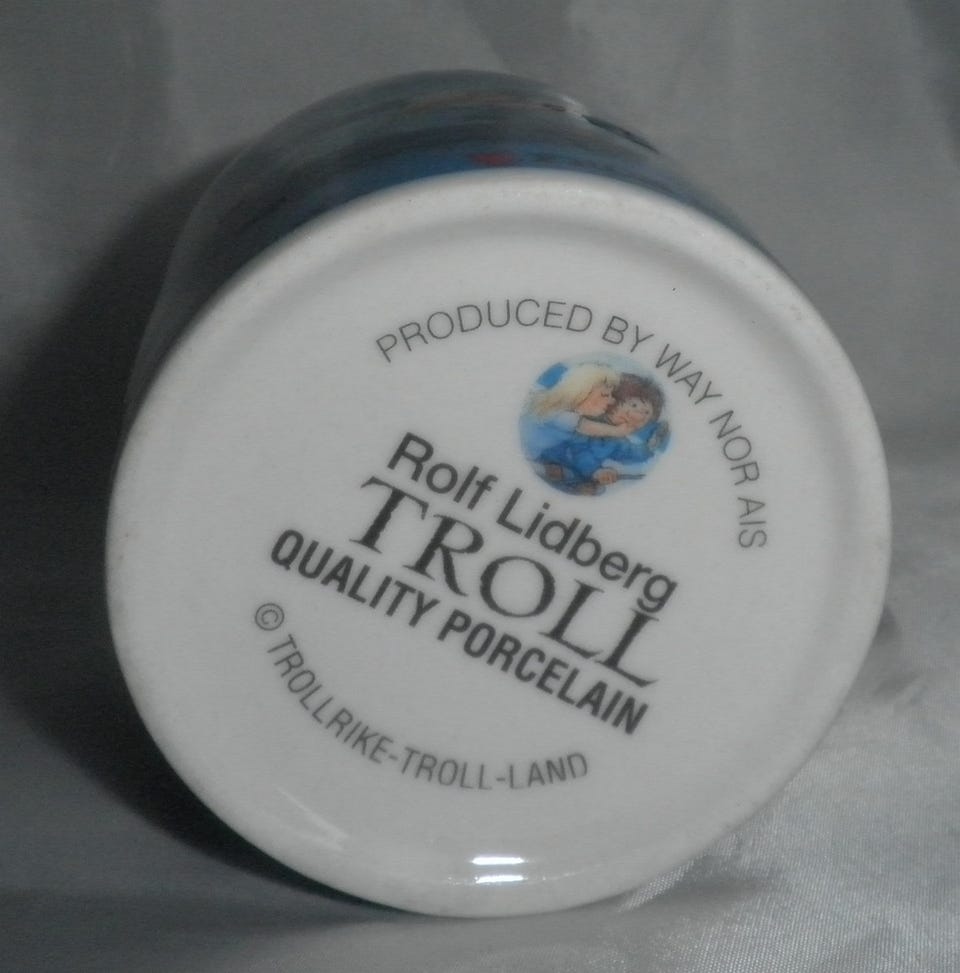 PRODUCED BY WAY NOR AIS
Rolf Lidberg
TROLL
QUALITY PORCELAIN
© TROLLRIKE-TROLL-LAND